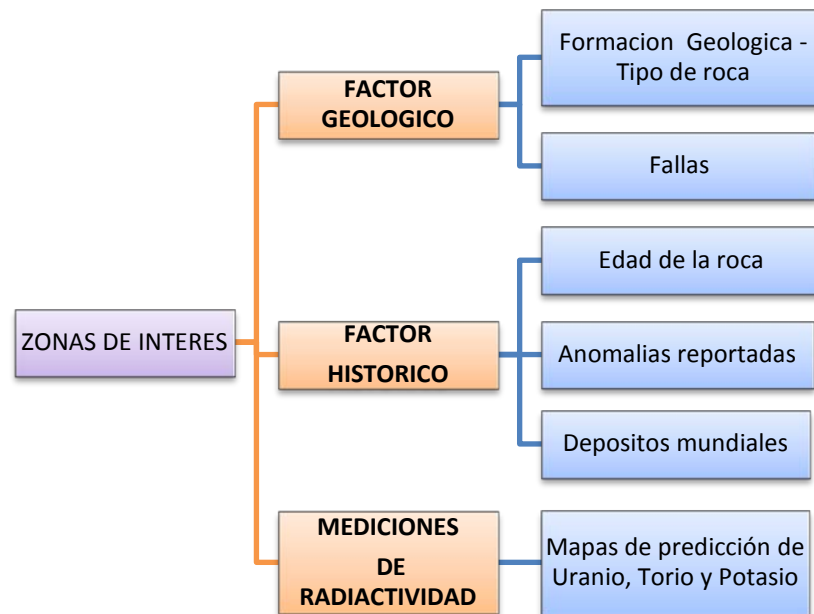 ZONAS DE INTERES
FACTOR
GEOLOGICO
Formacion Geologica -
Tipo de roca
Fallas
FACTOR
HISTORICO
Edad de la roca
Anomalias reportadas
Depositos mundiales
MEDICIONES
DE
RADIACTIVIDAD
Mapas de predicción de
Uranio, Torio y Potasio